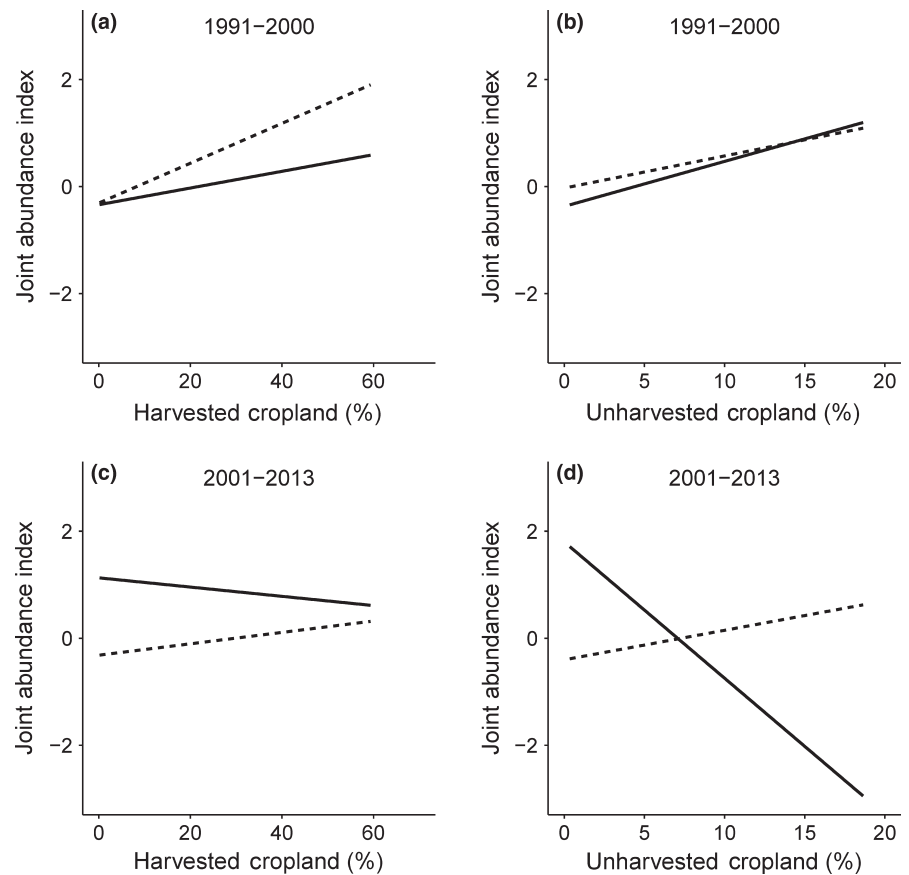 (a)
1991−2000
Joint abundance index
2
0
−2
0 20 40 60
Harvested cropland (%)
(b)
1991−2000
Joint abundance index
2
0
−2
0 5 10 15 20
Unharvested cropland (%)
(c)
2001−2013
Joint abundance index
2
0
−2
0 20 40 60
Harvested cropland (%)
(d)
2001−2013
Joint abundance index
2
0
−2
0 5 10 15 20
Unharvested cropland (%)